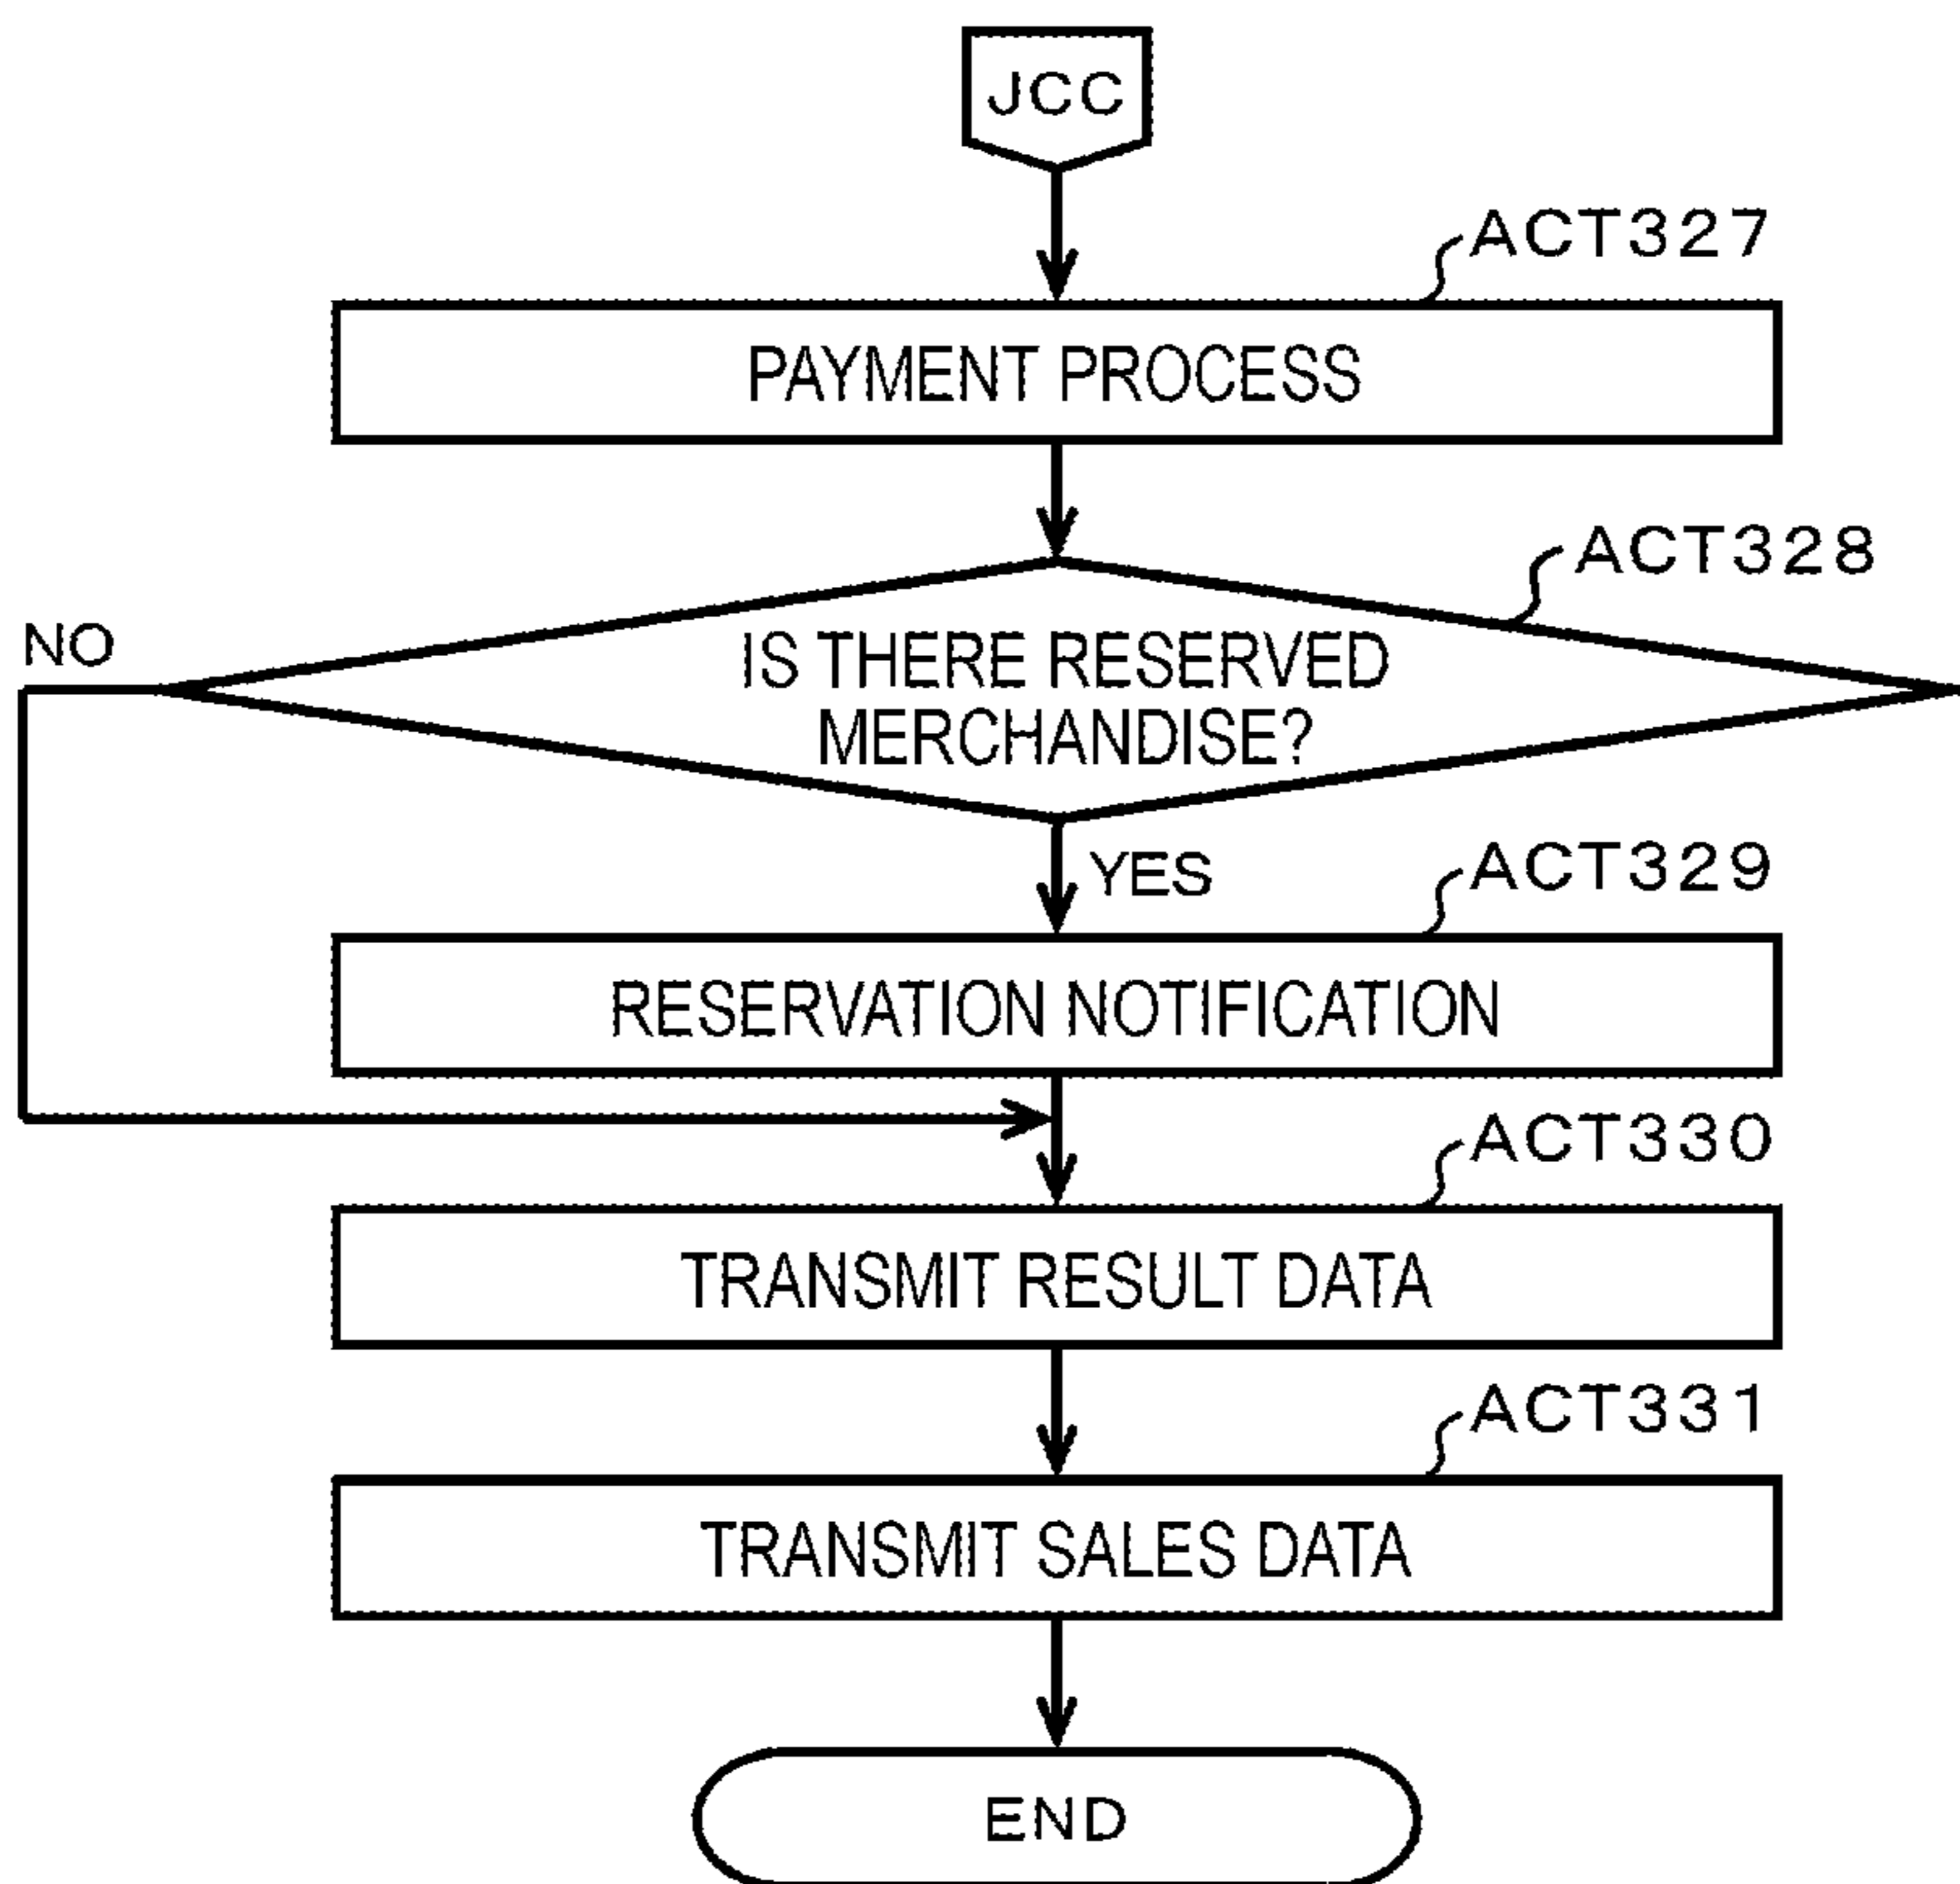 JCC
ACT327
PAYMENT PROCESS
ACT328
NO
IS THERE RESERVED
MERCHANDISE?
YES
ACT329
RESERVATION NOTIFICATION
ACT330
TRANSMIT RESULT DATA
ACT331
TRANSMIT SALES DATA
END